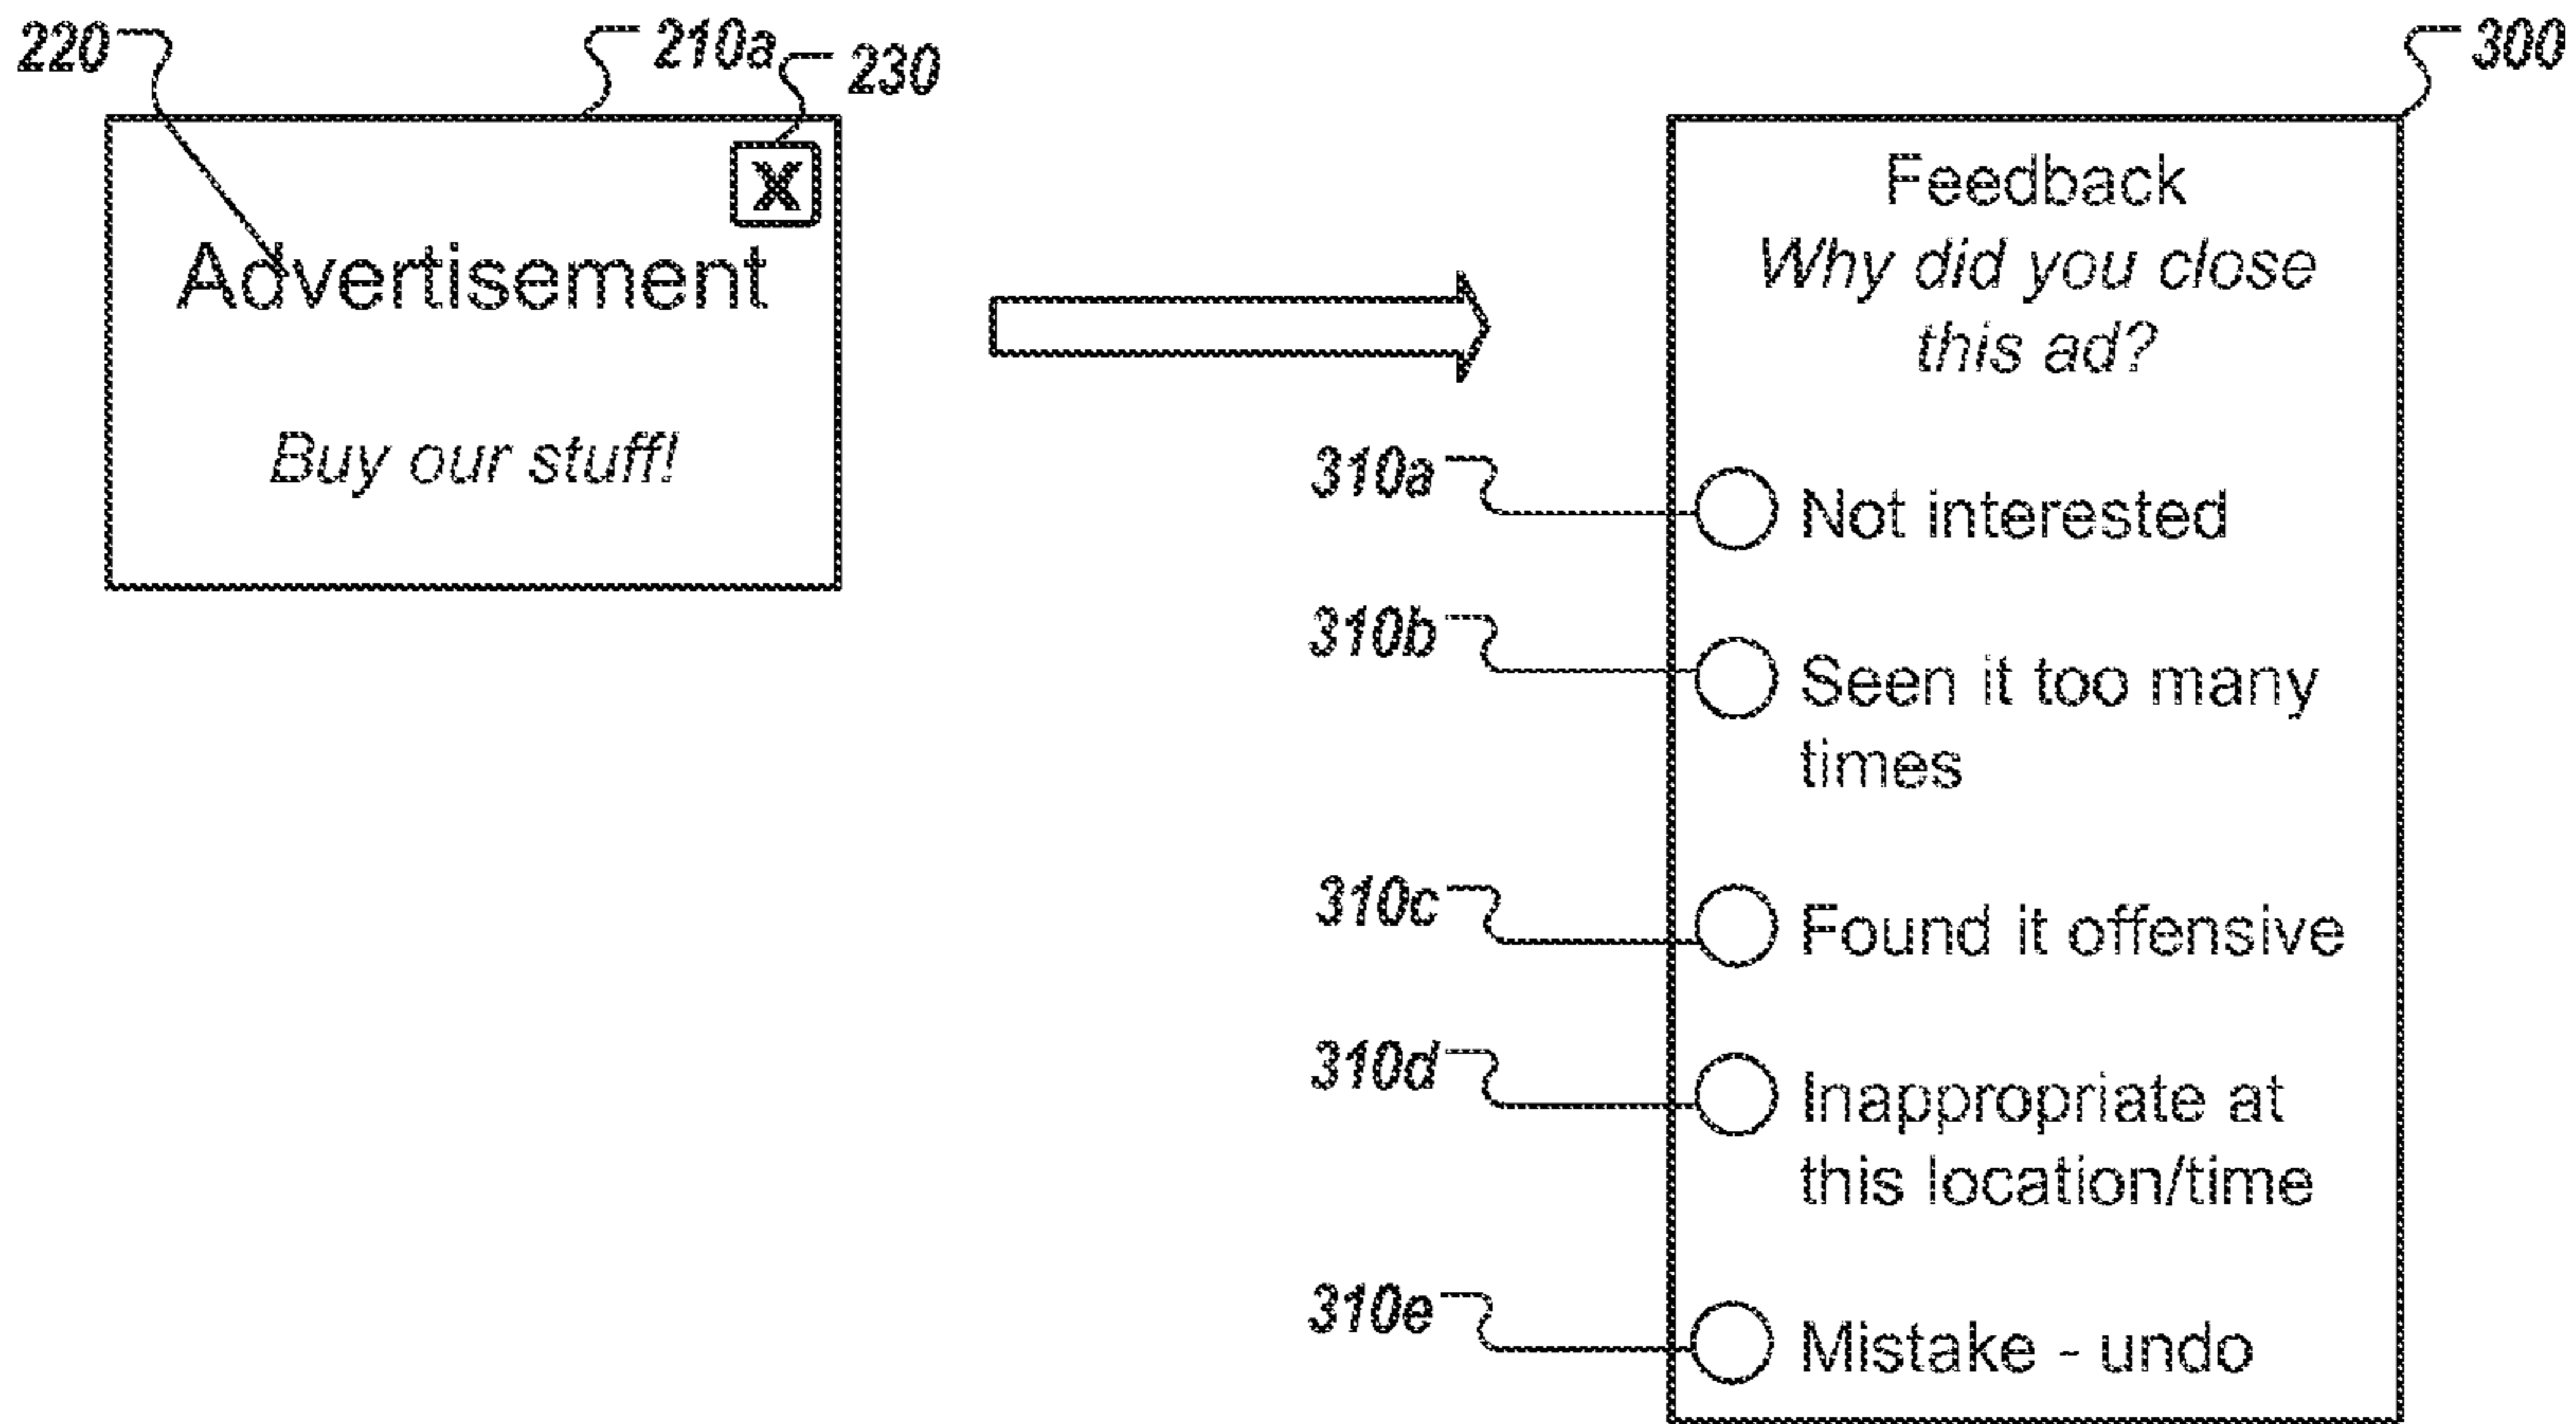 220
210a
230
X
Advertisement
Buy our stuff!
300
Feedback
Why did you close
this ad?
310a
Not interested
310b
Seen it too many
times
310c
Found it offensive
310d
Inappropriate at
this location/time
310e
Mistake - undo